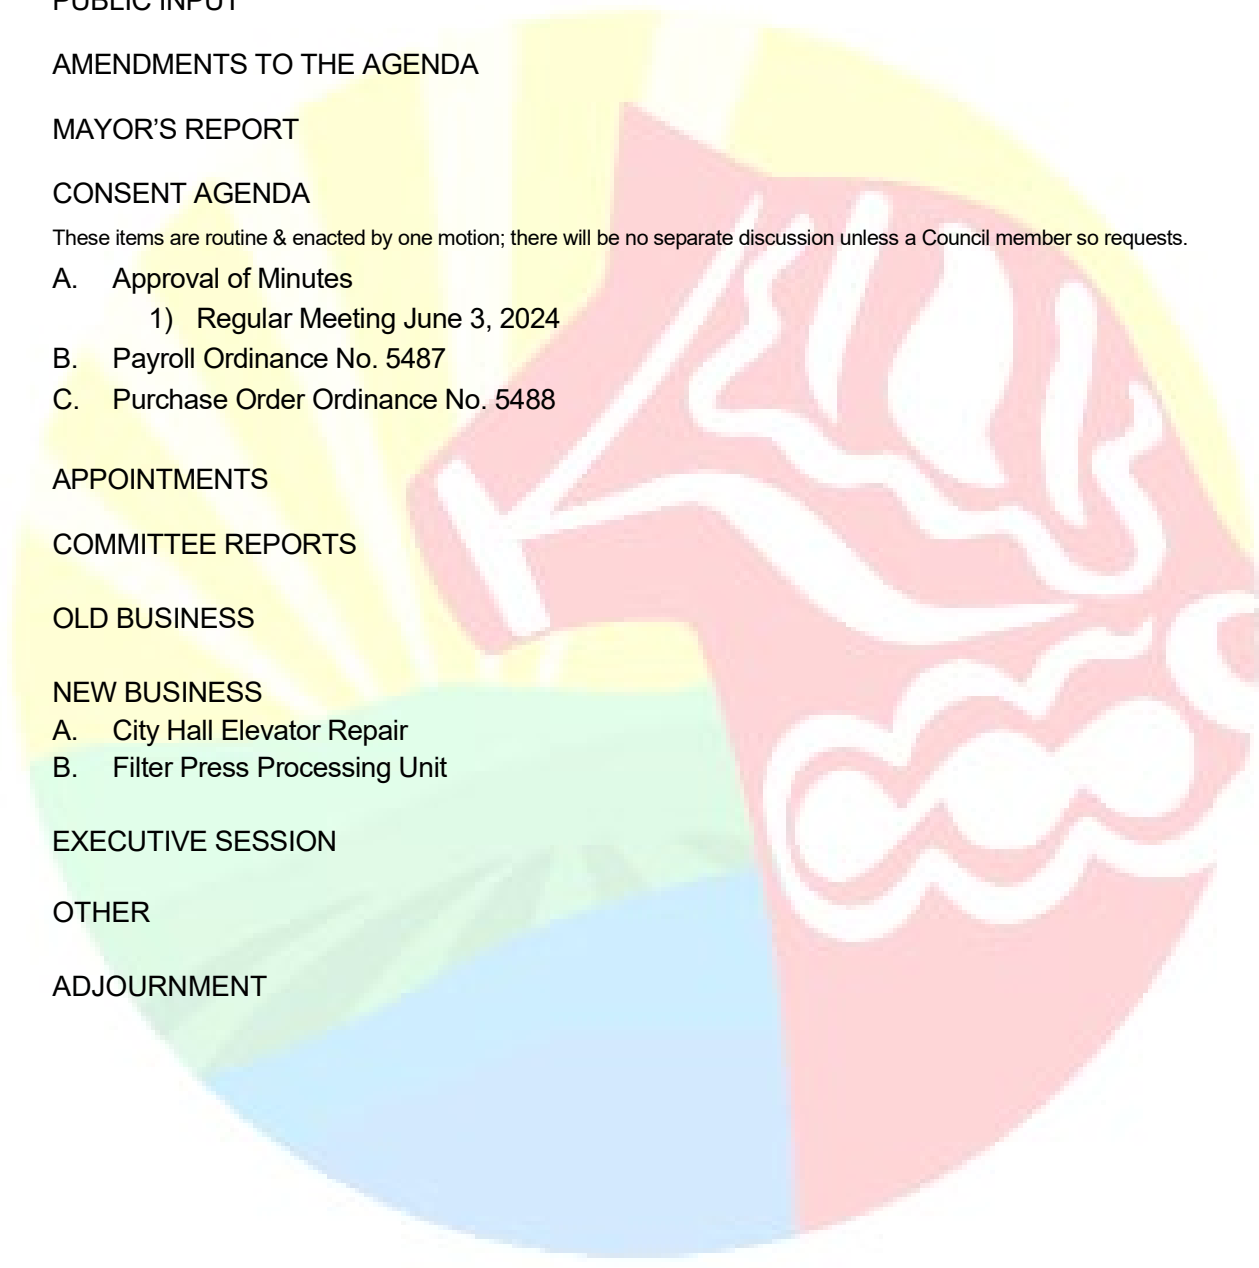 PUBLIC INPUT
AMENDMENTS TO THE AGENDA
MAYOR’S REPORT
CONSENT AGENDA
These items are routine & enacted by one motion; there will be no separate discussion unless a Council member so requests.
A. Approval of Minutes
1) Regular Meeting June 3, 2024
B. Payroll Ordinance No. 5487
C. Purchase Order Ordinance No. 5488
APPOINTMENTS
COMMITTEE REPORTS
OLD BUSINESS
NEW BUSINESS
A. City Hall Elevator Repair
B. Filter Press Processing Unit
EXECUTIVE SESSION
OTHER
ADJOURNMENT